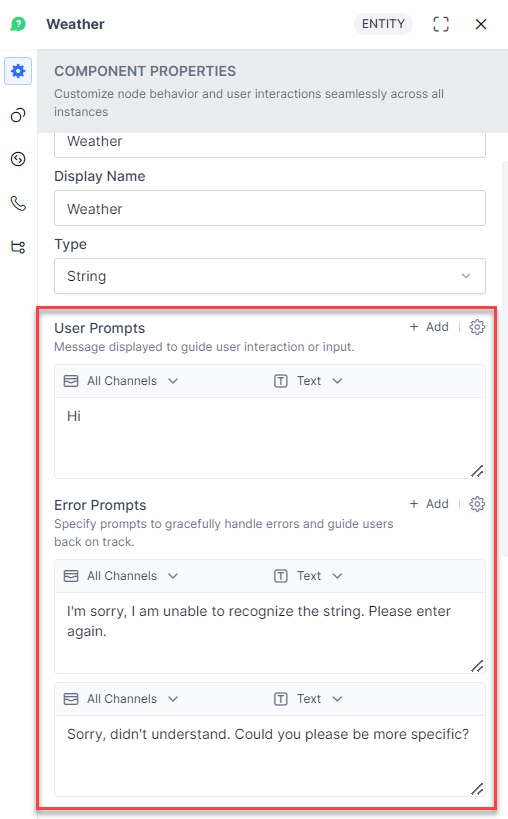 Weather
ENTITY
COMPONENT PROPERTIES
Customize node behavior and user interactions seamlessly across all
instances
Weather
Display Name
Weather
Type
String
User Prompts
+ Add
Message displayed to guide user interaction or input.
All Channels
Text
Hi
Error Prompts
+ Add
Specify prompts to gracefully handle errors and guide users
back on track.
All Channels
Text
I'm sorry, I am unable to recognize the string. Please enter
again.
All Channels
Text
Sorry, didn't understand. Could you please be more specific?